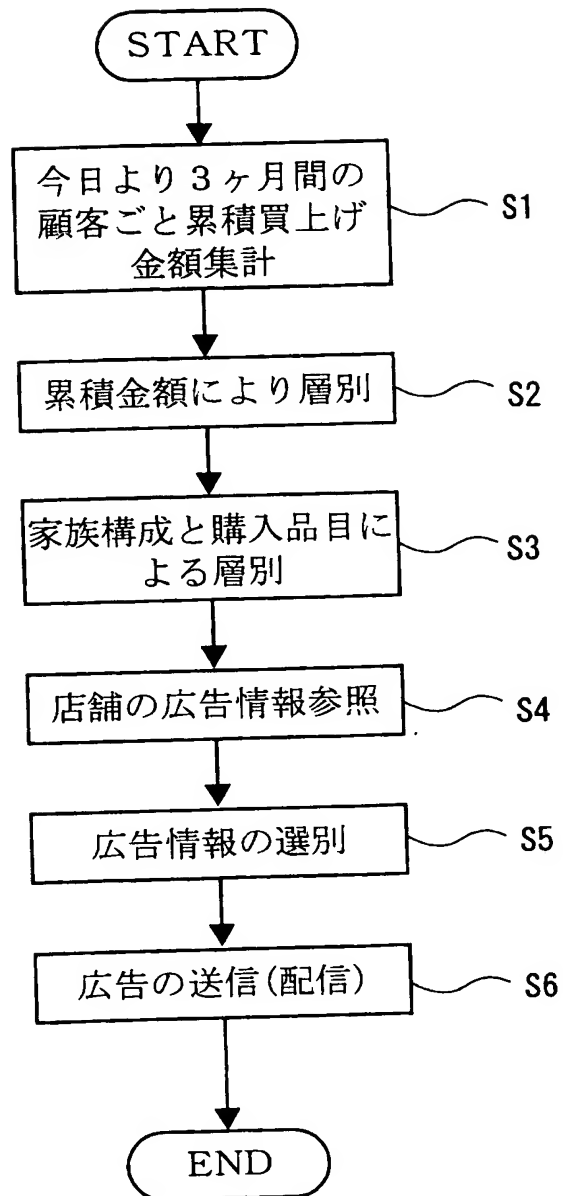 START
今日より3ヶ月間の
顧客ごと累積買上げ
金額集計
S1
累積金額により層別
S2
家族構成と購入品目に
よる層別
S3
店舗の広告情報参照
S4
広告情報の選別
S5
広告の送信(配信)
S6
END